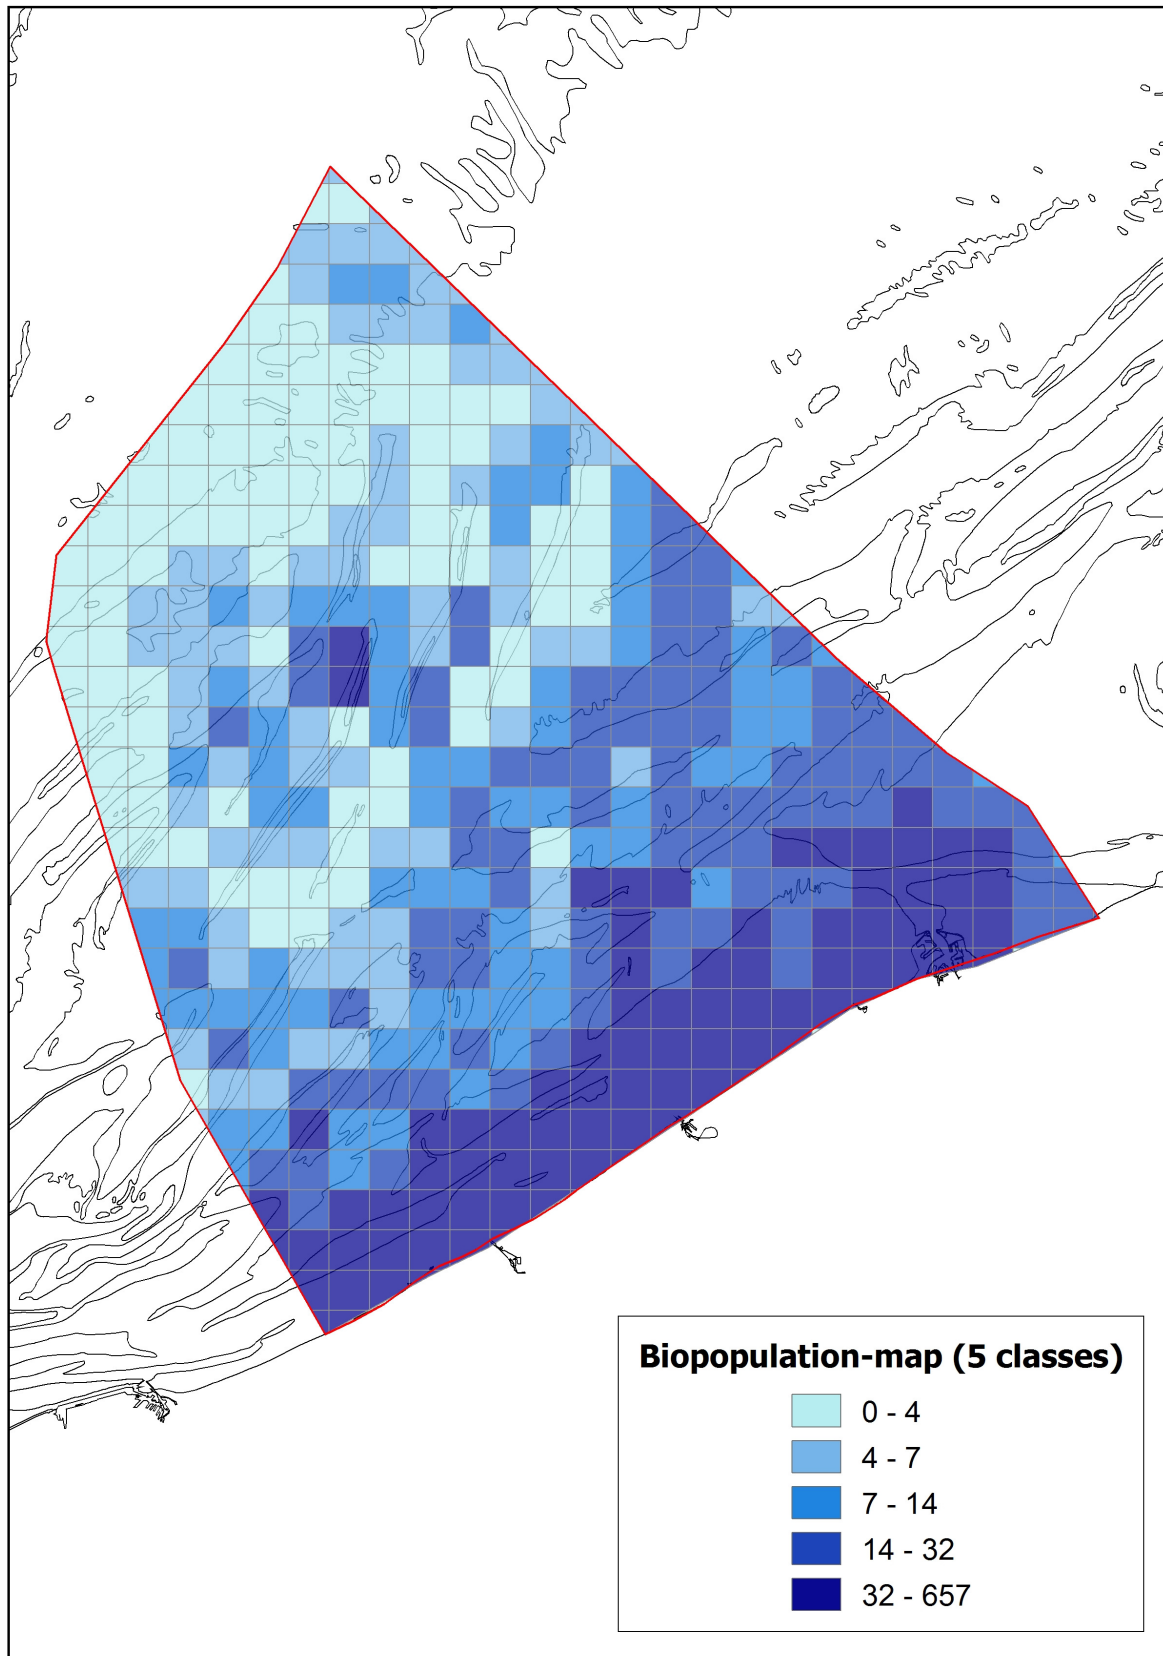 Biopopulation-map (5 classes)
0 - 4
4 - 7
7 - 14
14 - 32
32 - 657